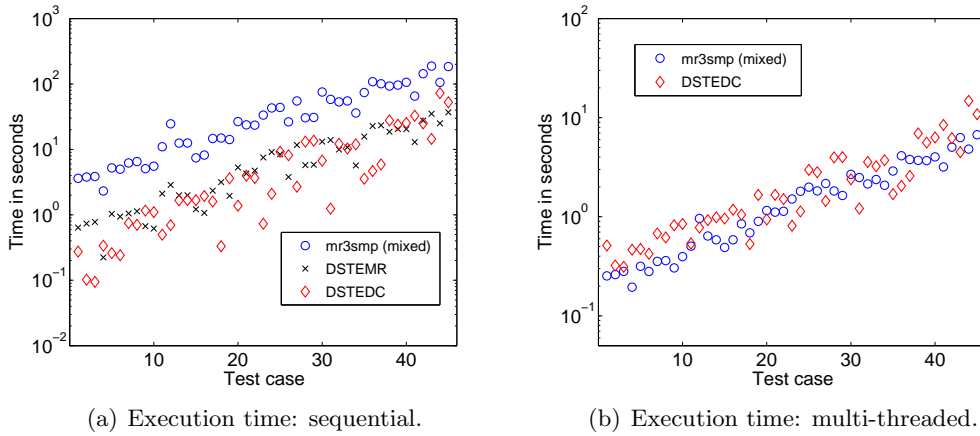 10^3
10^2
10^1
10^0
10^-1
10^-2
Time in seconds
mr3smp (mixed)
DSTEMR
DSTEDC
10 20 30 40
Test case
(a) Execution time: sequential.
10^2
10^1
10^0
10^-1
Time in seconds
mr3smp (mixed)
DSTEDC
10 20 30 40
Test case
(b) Execution time: multi-threaded.